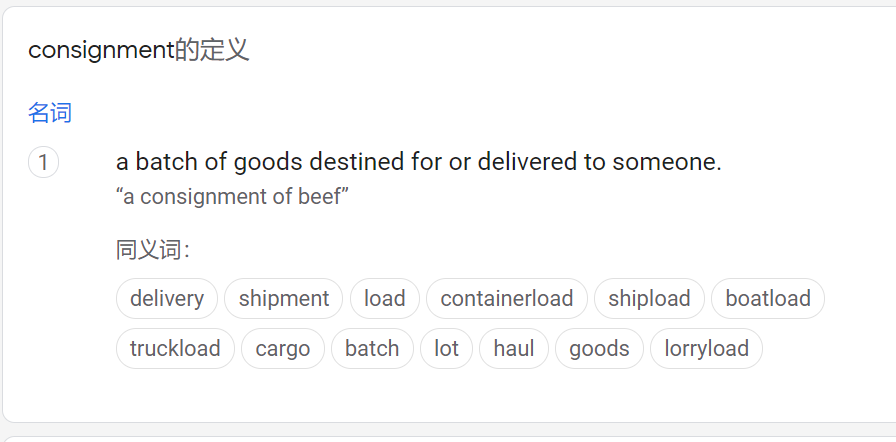 consignment的定义
名词
1 a batch of goods destined for or delivered to someone.
“a consignment of beef”
同义词：
delivery shipment load containerload shipload boatload
truckload cargo batch lot haul goods lorryload